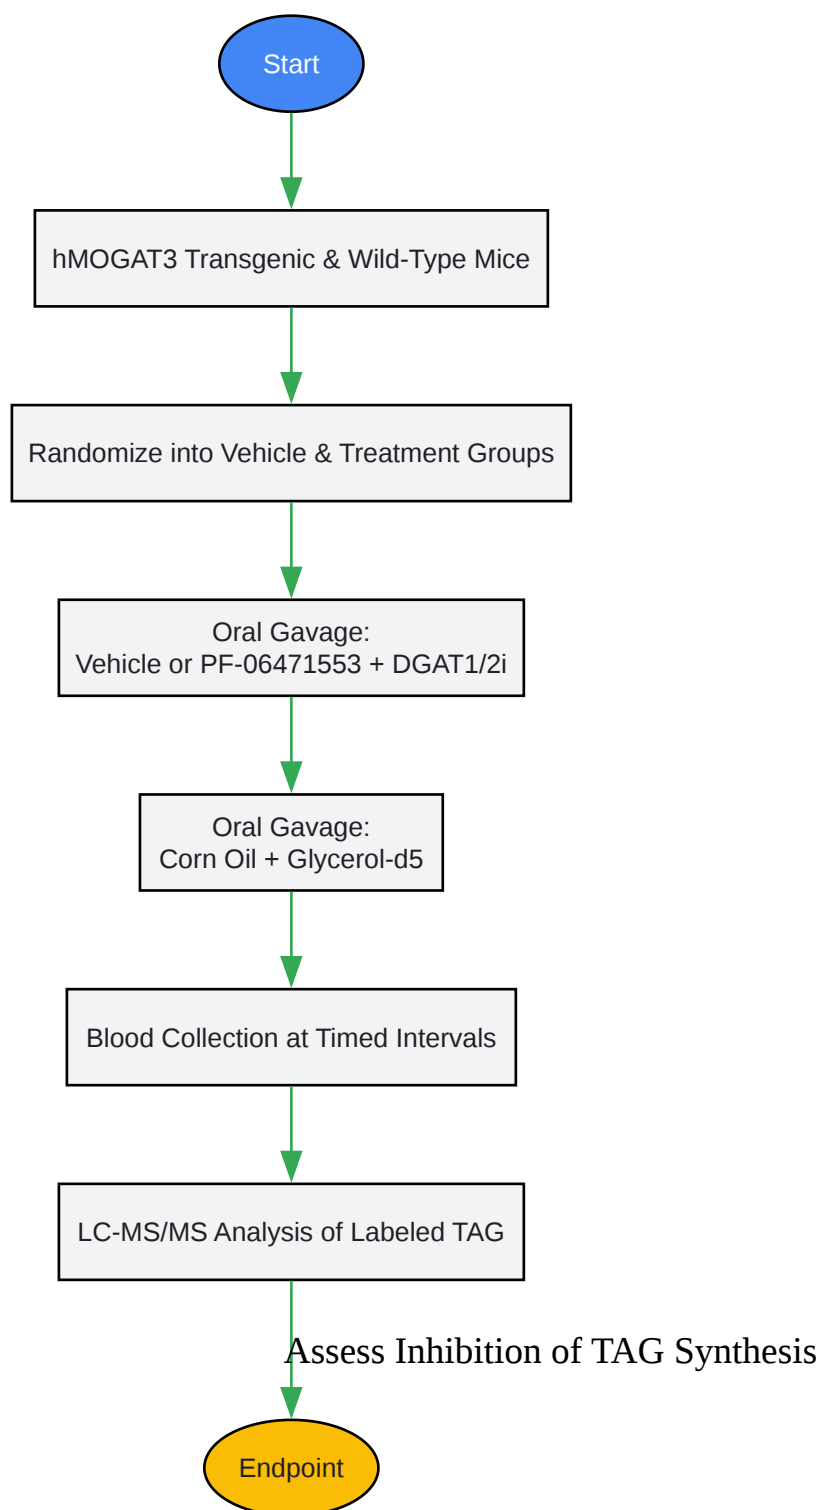 Start
hMOGAT3 Transgenic & Wild-Type Mice
Randomize into Vehicle & Treatment Groups
Oral Gavage:
Vehicle or PF-06471553 + DGAT1/2i
Oral Gavage:
Corn Oil + Glycerol-d5
Blood Collection at Timed Intervals
LC-MS/MS Analysis of Labeled TAG
Assess Inhibition of TAG Synthesis
Endpoint